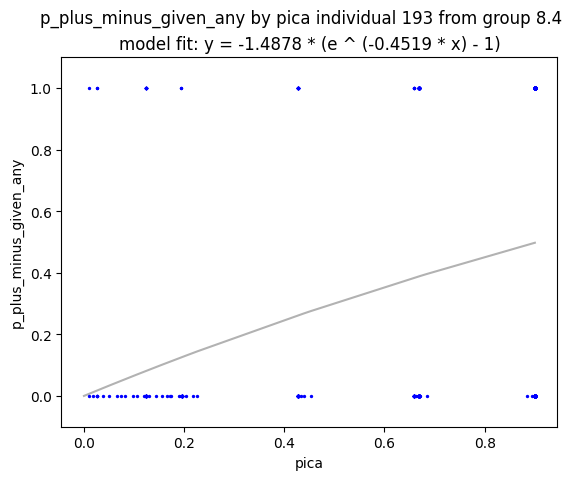 p_plus_minus_given_any by pica individual 193 from group 8.4
model fit: y = -1.4878 * (e ^ (-0.4519 * x) - 1)
p_plus_minus_given_any
1.0
0.8
0.6
0.4
0.2
0.0
0.0 0.2 0.4 0.6 0.8
pica